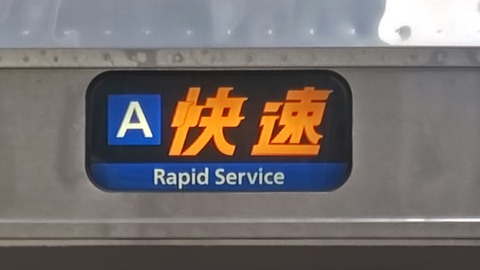 A 快速
Rapid Service